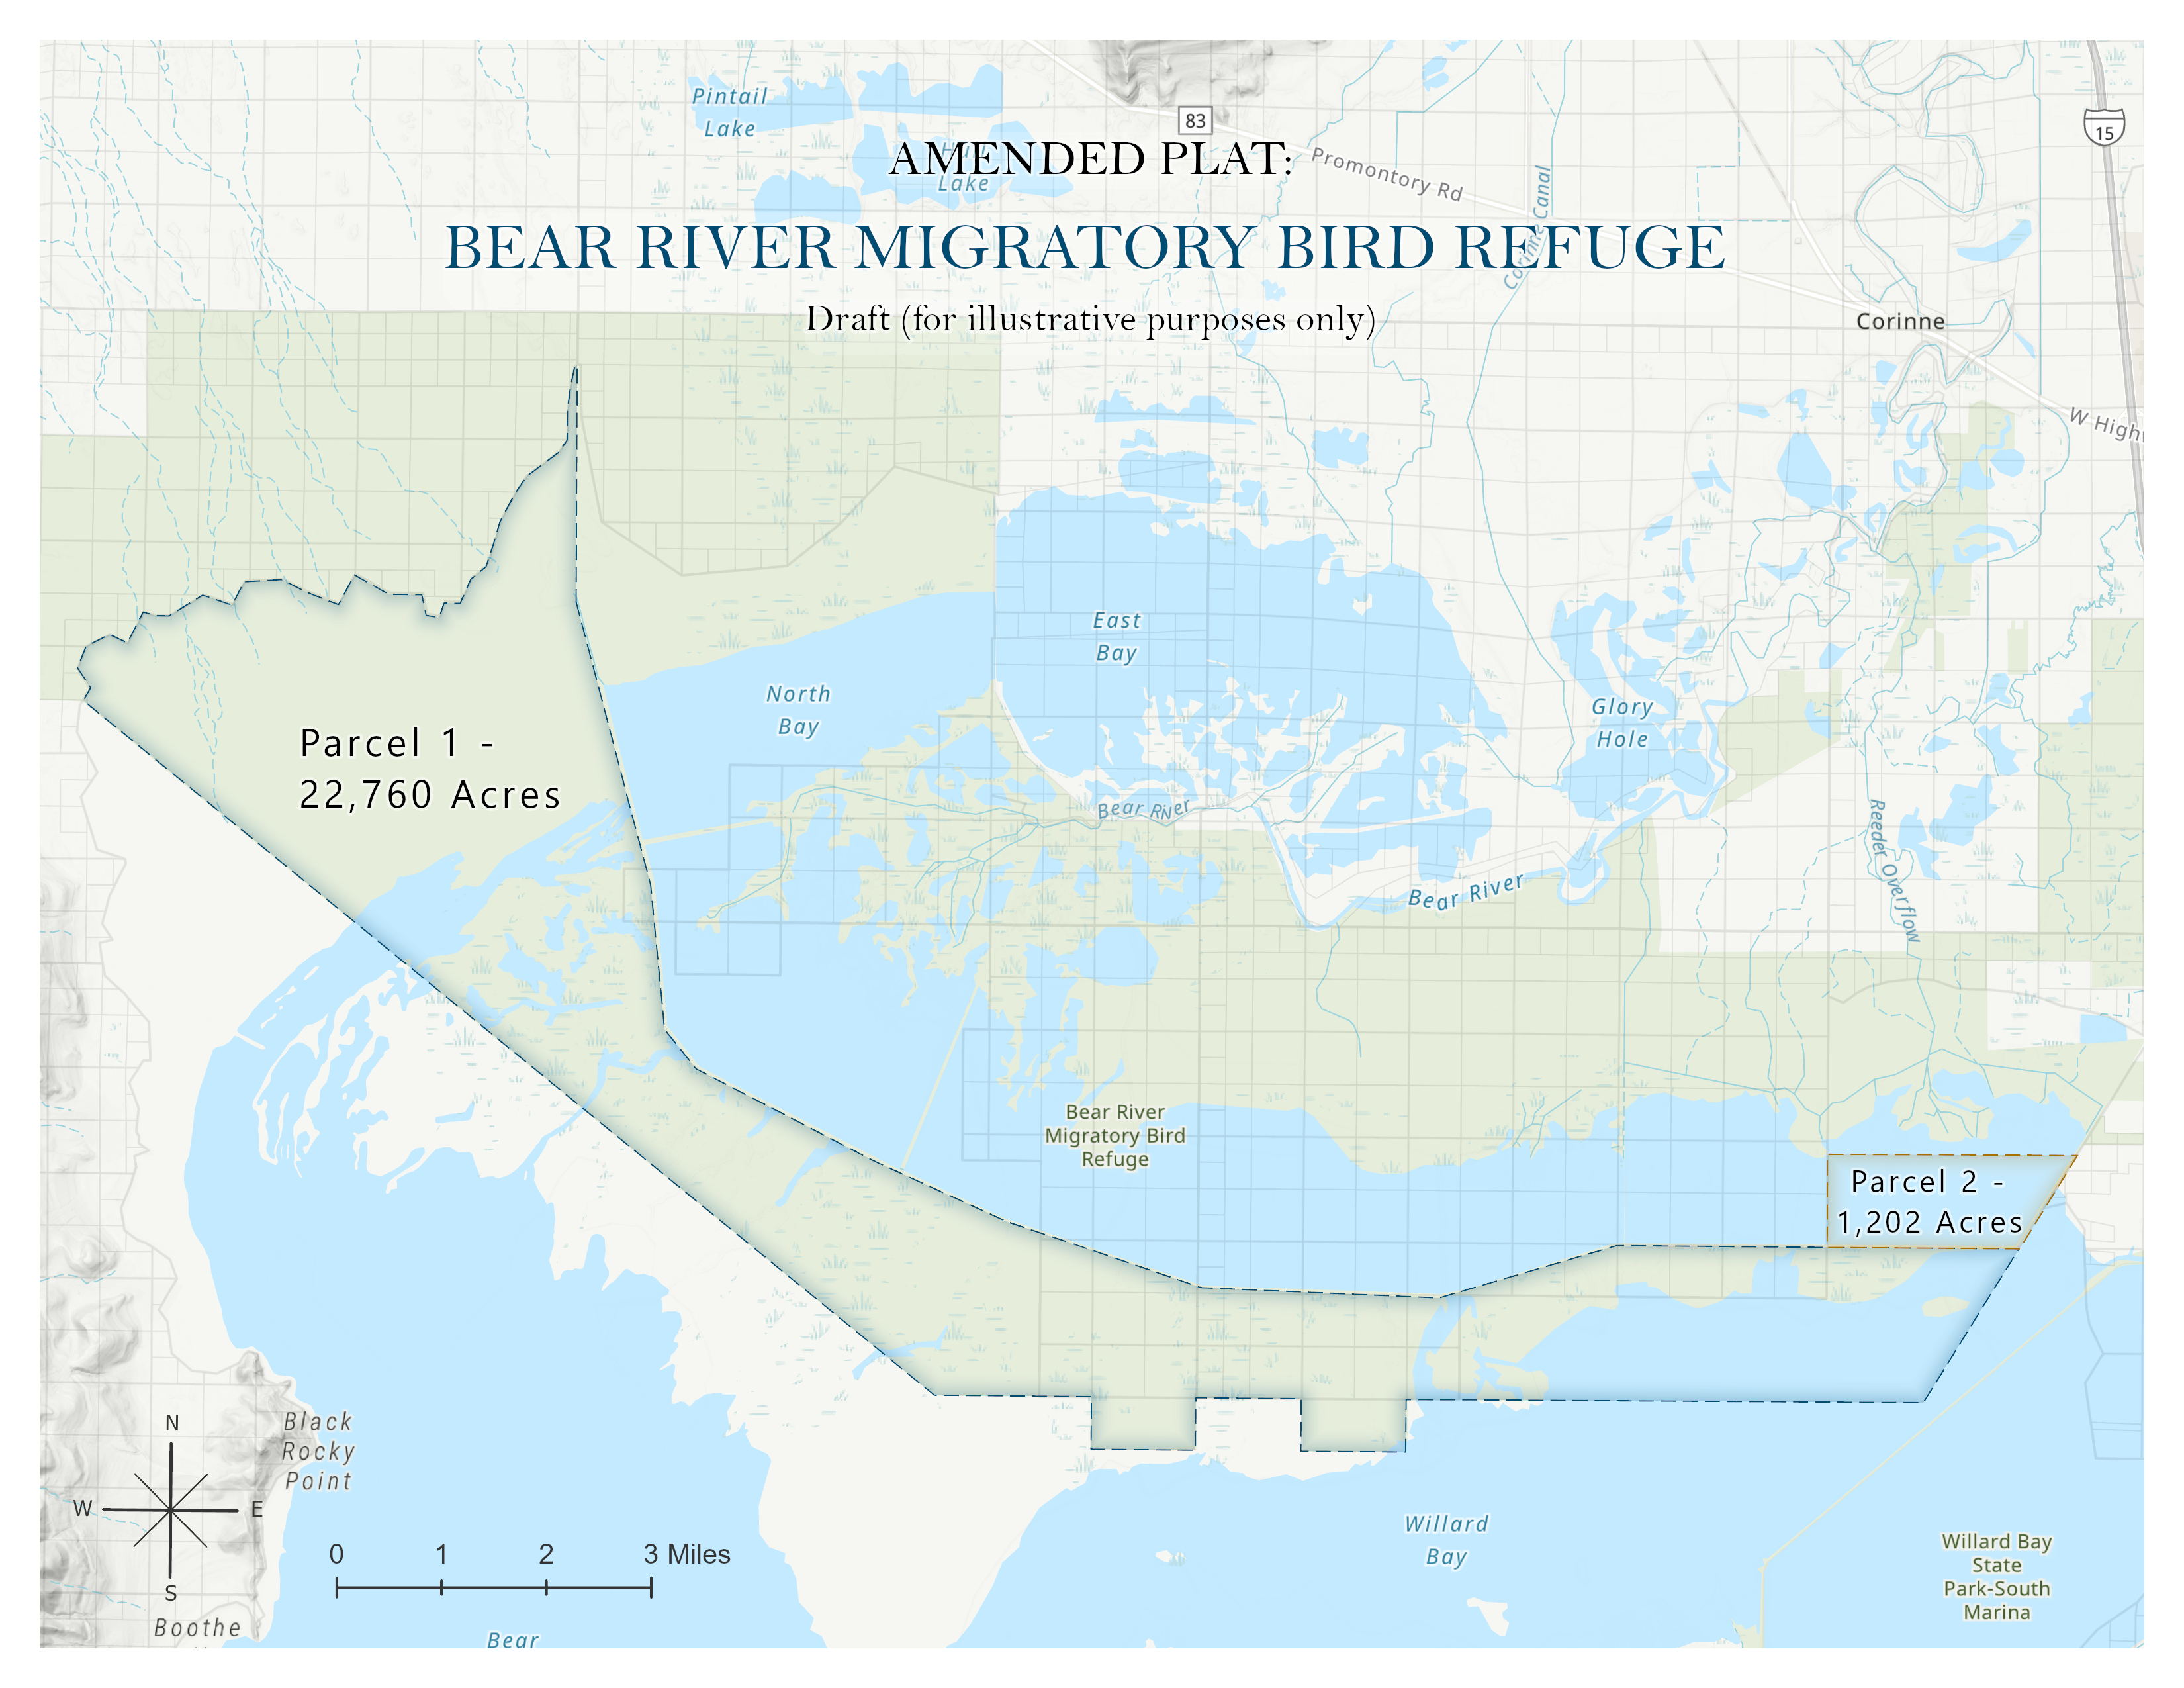 Pintail
Lake
83
15
AMENDED PLAT:
Lake
Promontory Rd
Corinne Canal
BEAR RIVER MIGRATORY BIRD REFUGE
Draft (for illustrative purposes only)
Corinne
W High
East
Bay
North
Bay
Glory
Hole
Parcel 1 -
22,760 Acres
Bear River
Bear River
Reeder Overflow
Bear River
Migratory Bird
Refuge
Parcel 2 -
1,202 Acres
Black
Rocky
Point
N
W
E
S
Willard
Bay
Willard Bay
State
Park-South
Marina
0 1 2 3 Miles
Boothe
Bear